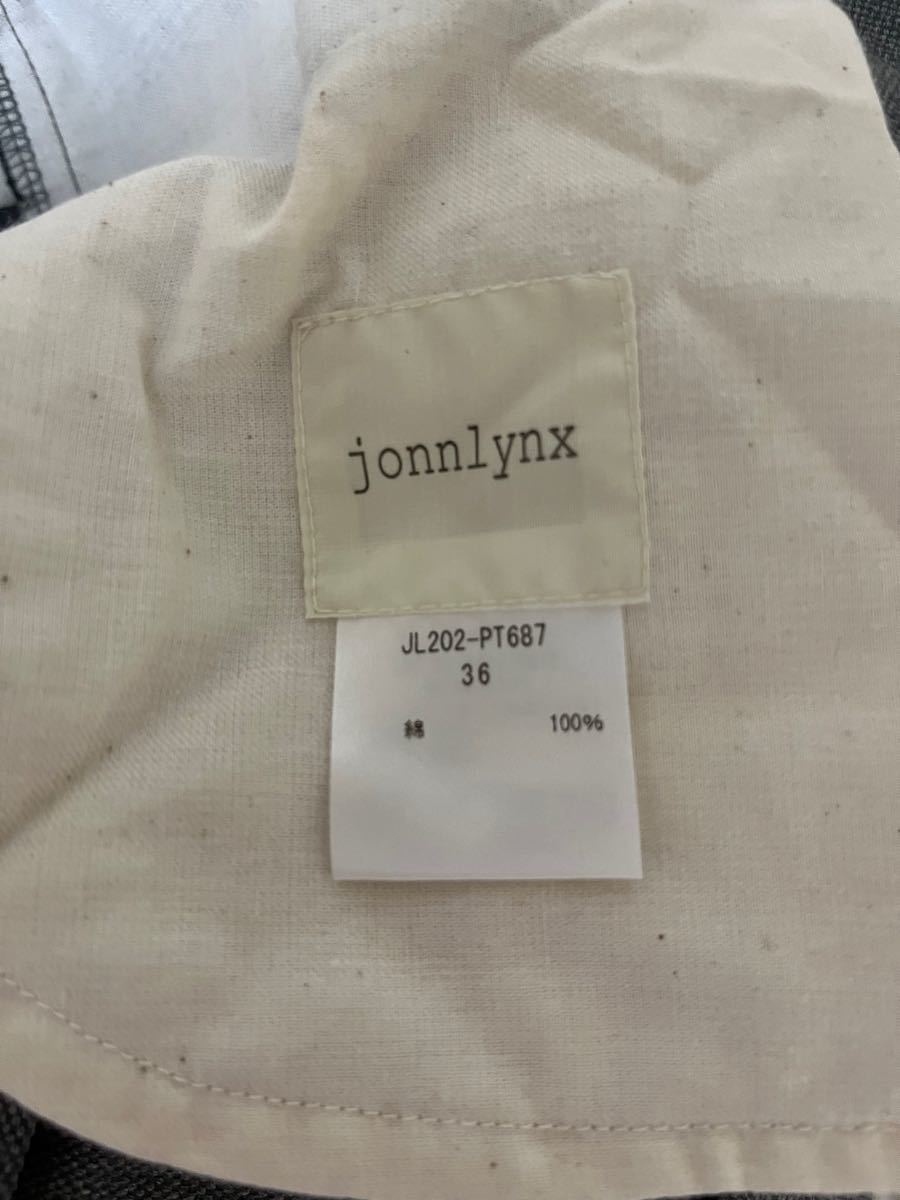 jonnlynx
JL202-PT687
36
綿 100%